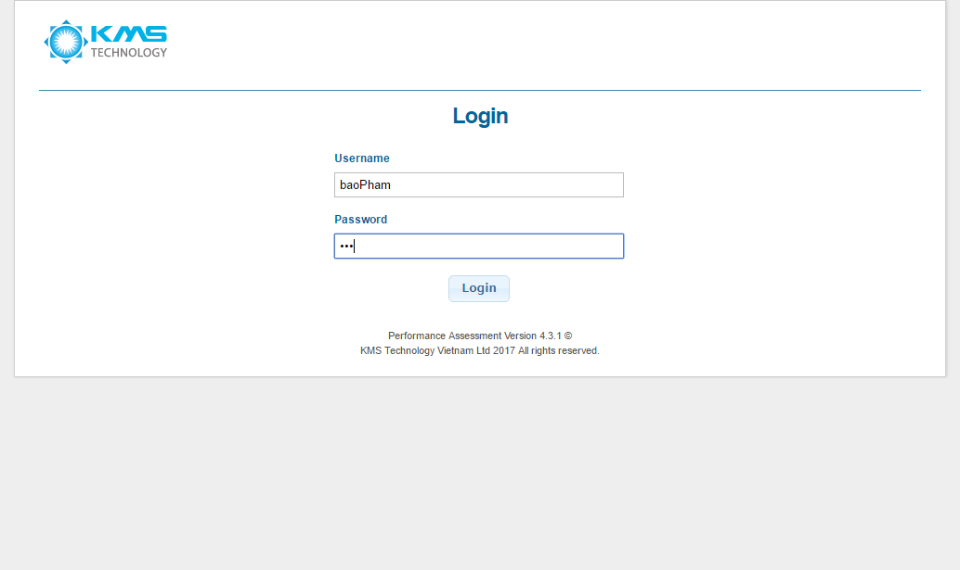 KMS
TECHNOLOGY
Login
Username
baoPham
Password
•••
Login
Performance Assessment Version 4.3.1 ©
KMS Technology Vietnam Ltd 2017 All rights reserved.